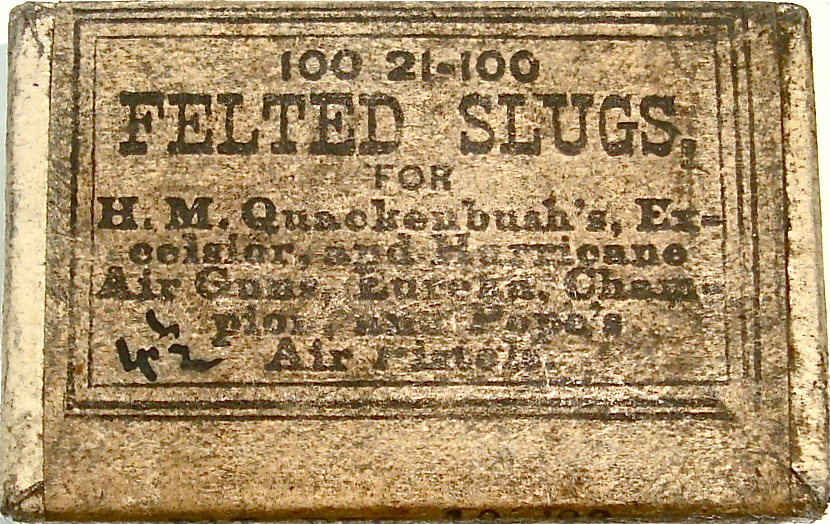 100 21-100
FELTED SLUGS,
FOR
H. M. Quackenbush's, Ex-
celsior, and Hurricane
Air Guns, Eureka, Cham-
pion, and Pope's
Air Pistols.